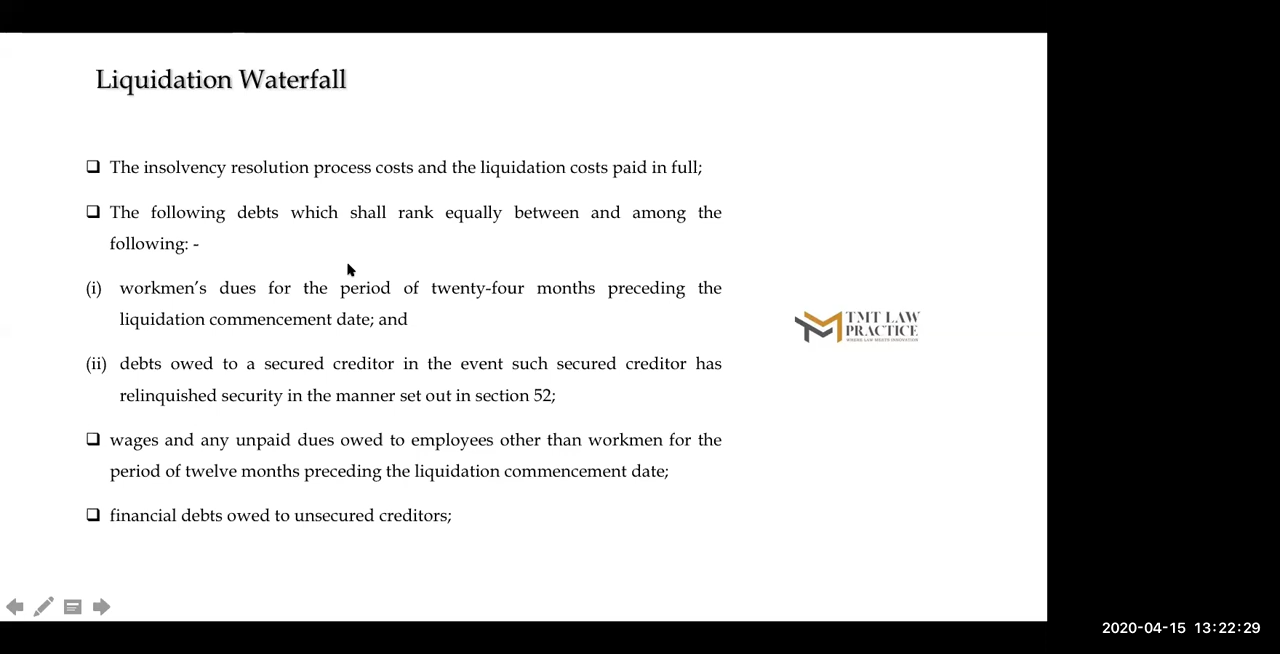 Liquidation Waterfall
❑ The insolvency resolution process costs and the liquidation costs paid in full;
❑ The following debts which shall rank equally between and among the
following: -
(i) workmen's dues for the period of twenty-four months preceding the
liquidation commencement date; and
(ii) debts owed to a secured creditor in the event such secured creditor has
relinquished security in the manner set out in section 52;
❑ wages and any unpaid dues owed to employees other than workmen for the
period of twelve months preceding the liquidation commencement date;
❑ financial debts owed to unsecured creditors;
TMT LAW
PRACTICE
WHERE LAW MEETS INNOVATION
2020-04-15 13:22:29